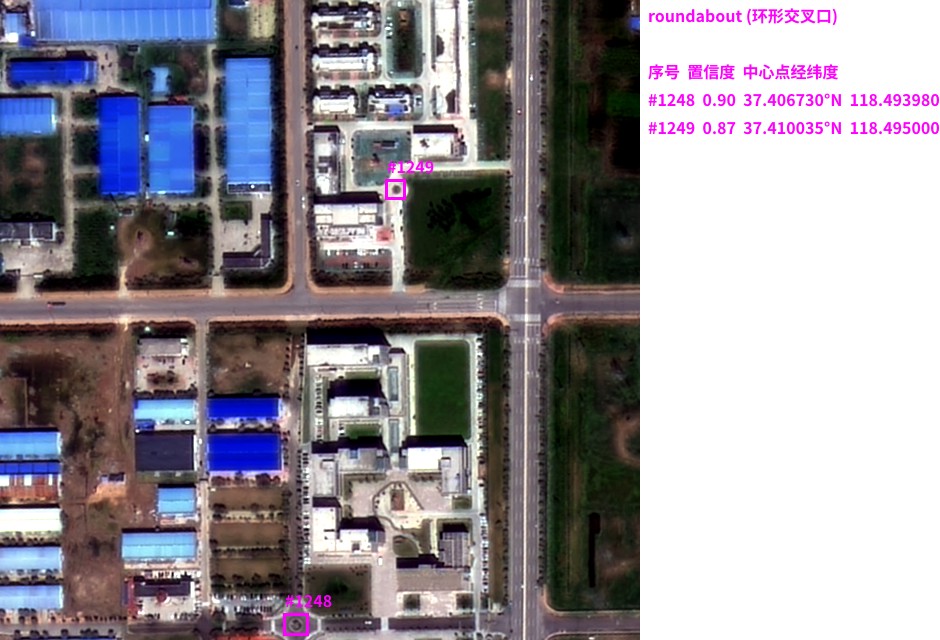 roundabout (环形交叉口)
序号 置信度 中心点经纬度
#1248 0.90 37.406730°N 118.493980
#1249 0.87 37.410035°N 118.495000
#1249
#1248